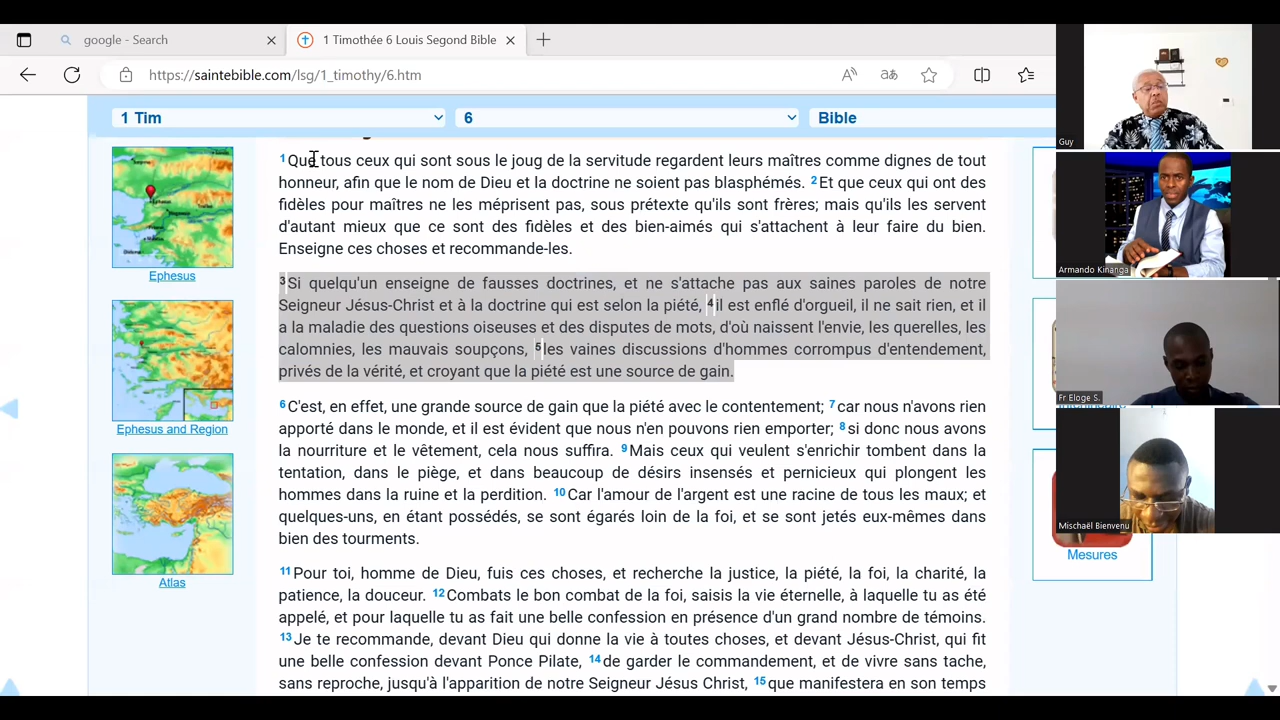 google - Search
1 Timothée 6 Louis Segond Bible
https://saintebible.com/lsg/1_timothy/6.htm
1 Tim
6
Bible
1 Que tous ceux qui sont sous le joug de la servitude regardent leurs maîtres comme dignes de tout
honneur, afin que le nom de Dieu et la doctrine ne soient pas blasphémés. 2 Et que ceux qui ont des
fidèles pour maîtres ne les méprisent pas, sous prétexte qu'ils sont frères; mais qu'ils les servent
d'autant mieux que ce sont des fidèles et des bien-aimés qui s'attachent à leur faire du bien.
Enseigne ces choses et recommande-les.
3 Si quelqu'un enseigne de fausses doctrines, et ne s'attache pas aux saines paroles de notre
Seigneur Jésus-Christ et à la doctrine qui est selon la piété, 4 il est enflé d'orgueil, il ne sait rien, et il
a la maladie des questions oiseuses et des disputes de mots, d'où naissent l'envie, les querelles, les
calomnies, les mauvais soupçons, 5 les vaines discussions d'hommes corrompus d'entendement,
privés de la vérité, et croyant que la piété est une source de gain.
6 C'est, en effet, une grande source de gain que la piété avec le contentement; 7 car nous n'avons rien
apporté dans le monde, et il est évident que nous n'en pouvons rien emporter; 8 si donc nous avons
la nourriture et le vêtement, cela nous suffira. 9 Mais ceux qui veulent s'enrichir tombent dans la
tentation, dans le piège, et dans beaucoup de désirs insensés et pernicieux qui plongent les
hommes dans la ruine et la perdition. 10 Car l'amour de l'argent est une racine de tous les maux; et
quelques-uns, en étant possédés, se sont égarés loin de la foi, et se sont jetés eux-mêmes dans
bien des tourments.
11 Pour toi, homme de Dieu, fuis ces choses, et recherche la justice, la piété, la foi, la charité, la
patience, la douceur. 12 Combats le bon combat de la foi, saisis la vie éternelle, à laquelle tu as été
appelé, et pour laquelle tu as fait une belle confession en présence d'un grand nombre de témoins.
13 Je te recommande, devant Dieu qui donne la vie à toutes choses, et devant Jésus-Christ, qui fit
une belle confession devant Ponce Pilate, 14 de garder le commandement, et de vivre sans tache,
sans reproche, jusqu'à l'apparition de notre Seigneur Jésus Christ, 15 que manifestera en son temps
Ephesus
Ephesus and Region
Atlas
Mesures
Guy
Armando Kinanga
Fr Eloge S.
Mischaël Bienvenu